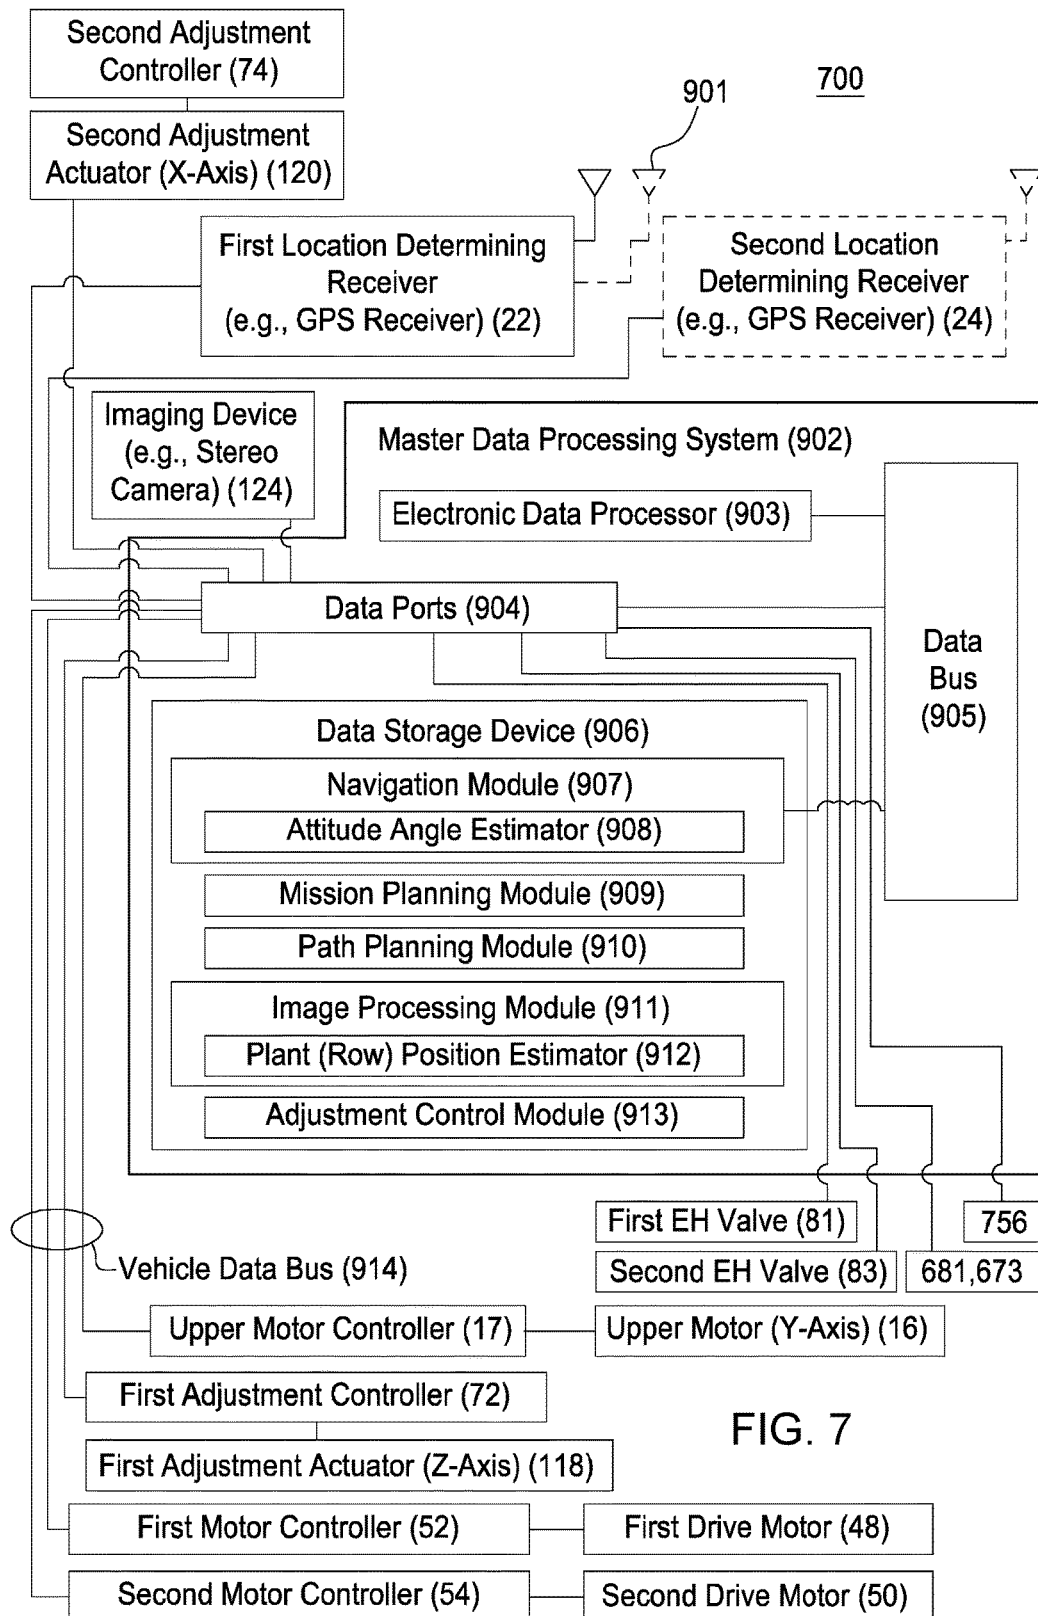 Second Adjustment
Controller (74)
700
901
Second Adjustment
Actuator (X-Axis) (120)
First Location Determining
Receiver
(e.g., GPS Receiver) (22)
Second Location
Determining Receiver
(e.g., GPS Receiver) (24)
Imaging Device
(e.g., Stereo
Camera) (124)
Master Data Processing System (902)
Electronic Data Processor (903)
Data Ports (904)
Data
Bus
(905)
Data Storage Device (906)
Navigation Module (907)
Attitude Angle Estimator (908)
Mission Planning Module (909)
Path Planning Module (910)
Image Processing Module (911)
Plant (Row) Position Estimator (912)
Adjustment Control Module (913)
First EH Valve (81)
756
Vehicle Data Bus (914)
Second EH Valve (83)
681,673
Upper Motor Controller (17)
Upper Motor (Y-Axis) (16)
First Adjustment Controller (72)
FIG. 7
First Adjustment Actuator (Z-Axis) (118)
First Motor Controller (52)
First Drive Motor (48)
Second Motor Controller (54)
Second Drive Motor (50)